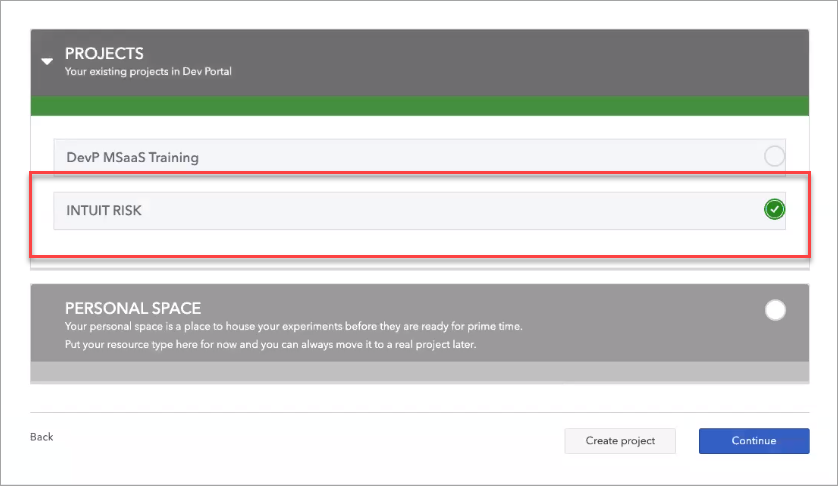 PROJECTS
Your existing projects in Dev Portal
DevP MSaaS Training
INTUIT RISK
PERSONAL SPACE
Your personal space is a place to house your experiments before they are ready for prime time.
Put your resource type here for now and you can always move it to a real project later.
Back
Create project
Continue